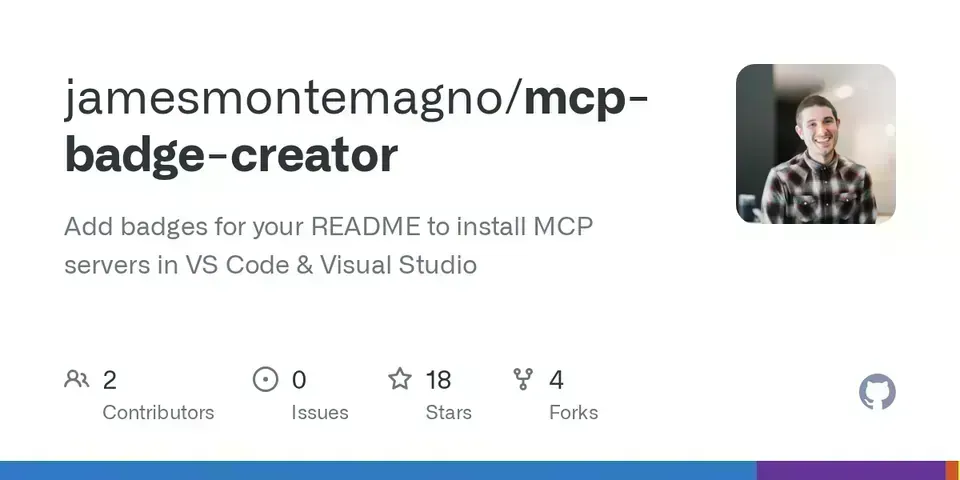 jamesmontemagno/mcp-
badge-creator
Add badges for your README to install MCP
servers in VS Code & Visual Studio
2 0 18 4
Contributors Issues Stars Forks